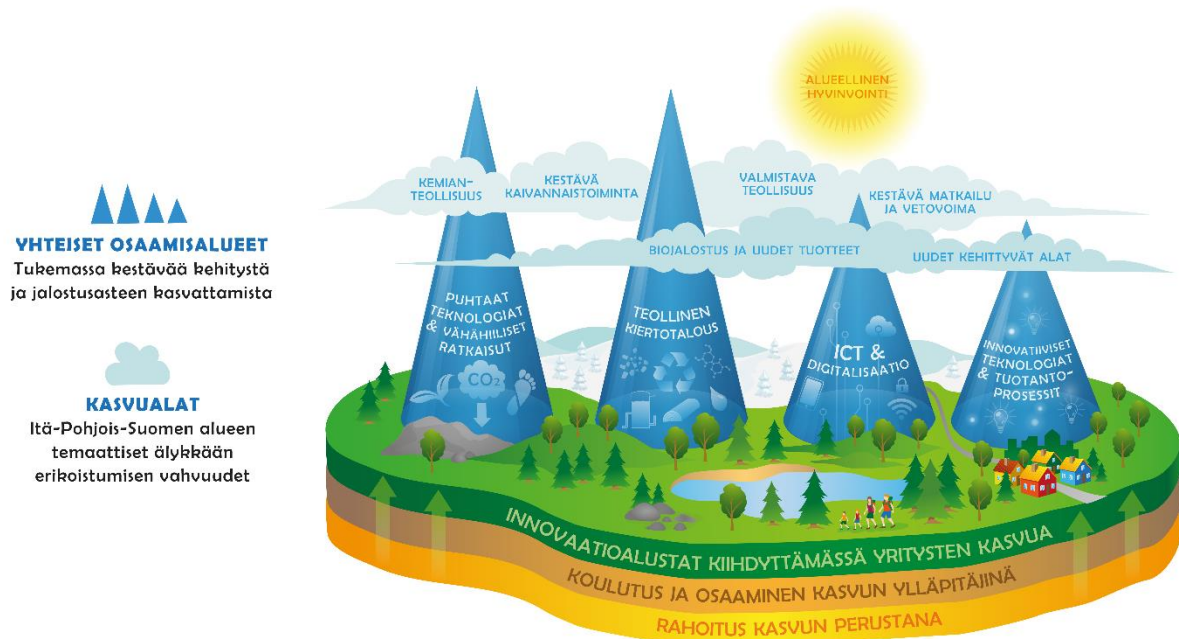 ALUEELLINEN
HYVINVOINTI
KEMIAN-
TEOLLISUUS
KESTÄVÄ
KAIVANNAISTOIMINTA
VALMISTAVA
TEOLLISUUS
KESTÄVÄ MATKAILU
JA VETOVOIMA
BIOJALOSTUS JA UUDET TUOTTEET
UUDET KEHITTYVÄT ALAT
YHTEISET OSAAMISALUEET
Tukemassa kestävää kehitystä
ja jalostusasteen kasvattamista
KASVUALAT
Itä-Pohjois-Suomen alueen
temaattiset älykkään
erikoistumisen vahvuudet
PUHTAAT
TEKNOLOGIAT
& VÄHÄHIILISET
RATKAISUT
CO₂
TEOLLINEN
KIERTOTALOUS
ICT &
DIGITALISAATIO
INNOVATIIVISET
TEKNOLOGIAT
& TUOTANTO-
PROSESSIT
INNOVAATIOALUSTAT KIIHDYTTÄMÄSSÄ YRITYSTEN KASVUA
KOULUTUS JA OSAAMINEN KASVUN YLLÄPITÄJINÄ
RAHOITUS KASVUN PERUSTANA